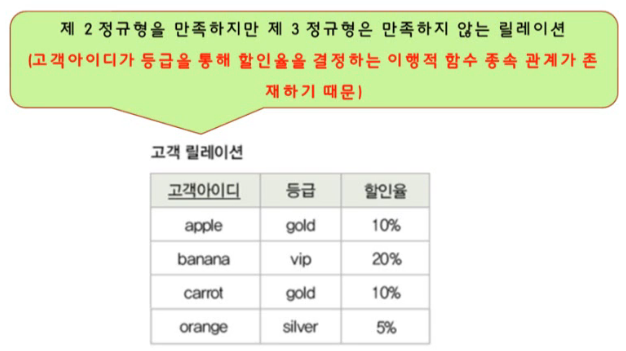 제 2 정규형을 만족하지만 제 3 정규형은 만족하지 않는 릴레이션
(고객아이디가 등급을 통해 할인율을 결정하는 이행적 함수 종속 관계가 존
재하기 때문)
고객 릴레이션
고객아이디 등급 할인율
apple gold 10%
banana vip 20%
carrot gold 10%
orange silver 5%